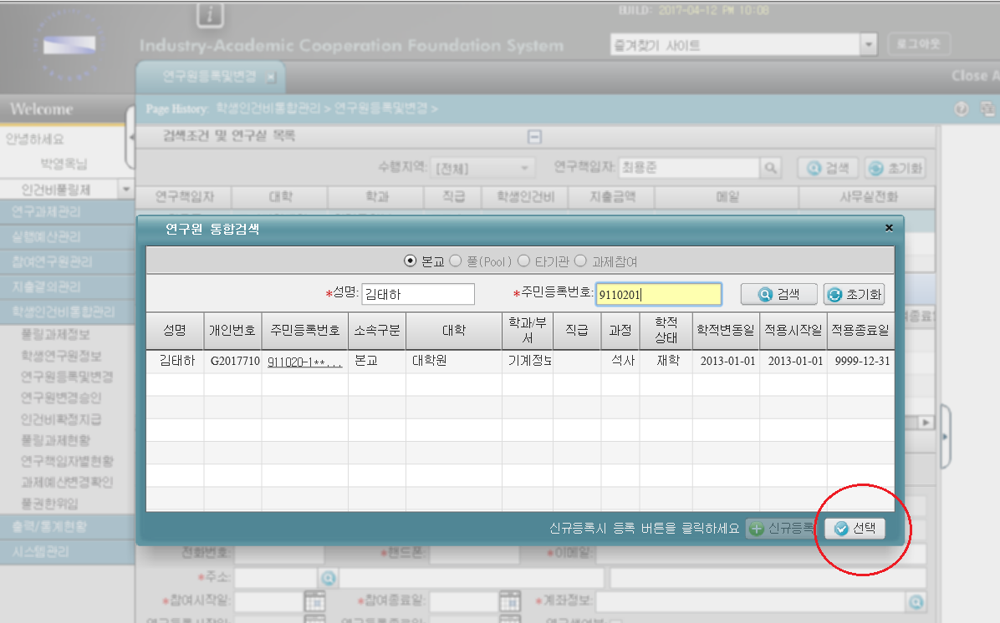 BUILD: 2017-04-12 PM 10:08
Industry-Academic Cooperation Foundation System
즐겨찾기 사이트
로그아웃
연구원등록및변경
Close A
Welcome
Page History: 학생인건비통합관리 > 연구원등록및변경 >
안녕하세요
박영옥님
검색조건 및 연구실 목록
수행지역: [전체] 연구책임자: 최용준 검색 초기화
인건비풀링제
연구책임자 대학 학과 직급 학생인건비 지출금액 메일 사무실전화
연구과제관리
실행예산관리
참여연구원관리
지출결의관리
학생인건비통합관리
풀링과제정보
학생연구원정보
연구원등록및변경
연구원변경승인
인건비확정지급
풀링과제현황
연구책임자별현황
과제예산변경확인
풀권한위임
출력/통계현황
시스템관리
연구원 통합검색
본교 풀(Pool) 타기관 과제참여
*성명: 김태하 *주민등록번호: 9110201 검색 초기화
성명 개인번호 주민등록번호 소속구분 대학 학과/부서 직급 과정 학적상태 학적변동일 적용시작일 적용종료일
김태하 G2017710 911020-1**,... 본교 대학원 기계정보 석사 재학 2013-01-01 2013-01-01 9999-12-31
신규등록시 등록 버튼을 클릭하세요 신규등록 선택
전화번호: *핸드폰: *이메일:
*주소:
*참여시작일: *참여종료일: *계좌정보: